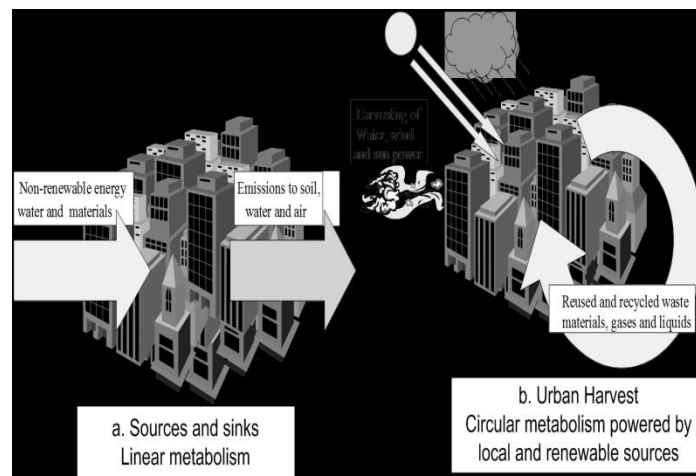 Non-renewable energy
water and materials
Emissions to soil,
water and air
a. Sources and sinks
Linear metabolism
Harvesting of
Water, wind
and sun power
Reused and recycled waste
materials, gases and liquids
b. Urban Harvest
Circular metabolism powered by
local and renewable sources